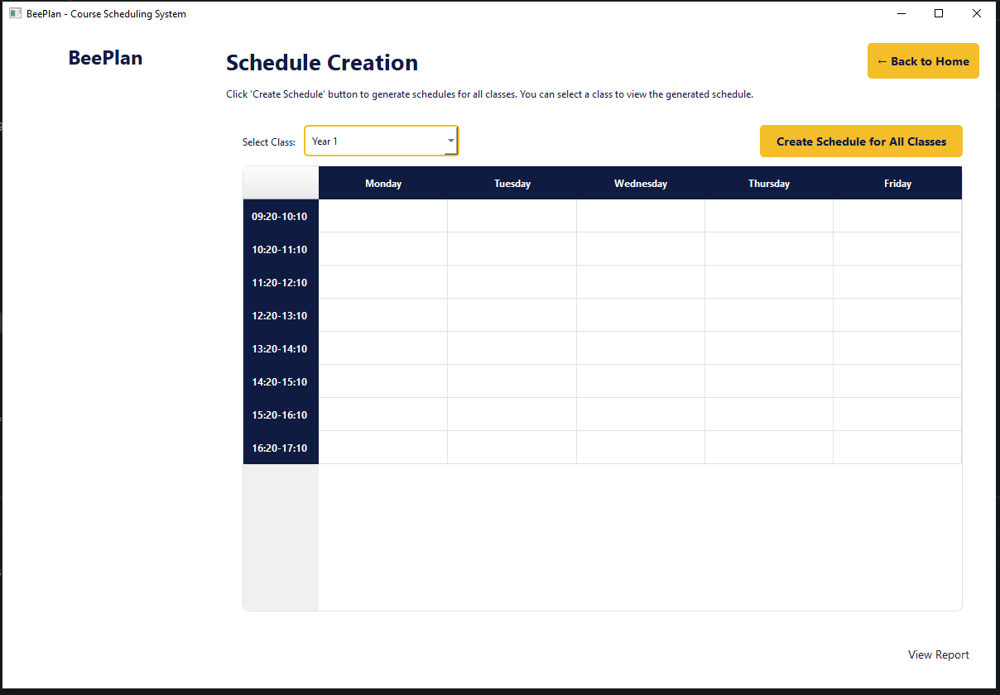 BeePlan - Course Scheduling System
BeePlan
Schedule Creation
← Back to Home
Click 'Create Schedule' button to generate schedules for all classes. You can select a class to view the generated schedule.
Select Class: Year 1
Create Schedule for All Classes
Monday Tuesday Wednesday Thursday Friday
09:20-10:10
10:20-11:10
11:20-12:10
12:20-13:10
13:20-14:10
14:20-15:10
15:20-16:10
16:20-17:10
View Report